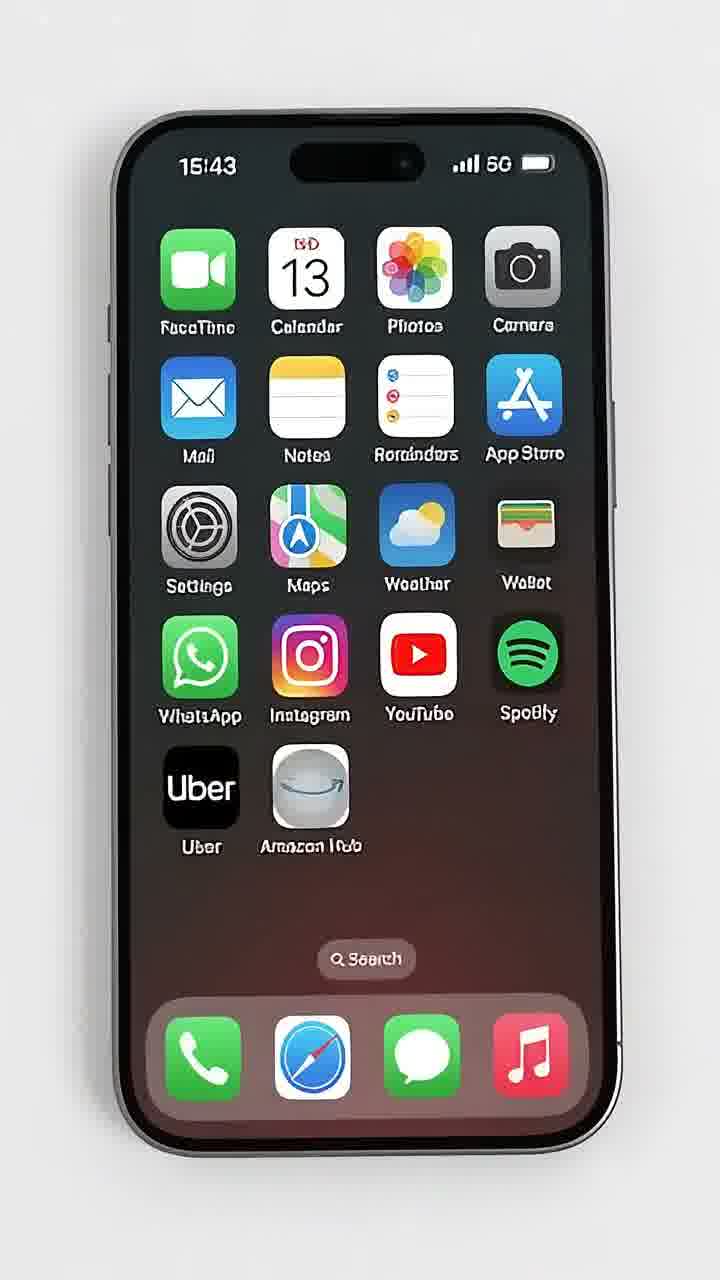 15:43 5G
13
Calendar Photos Camera
Mail Notes Reminders App Store
Settings Maps Weather Wallet
WhatsApp Instagram YouTube Spotify
Uber
Uber Amazon
Search